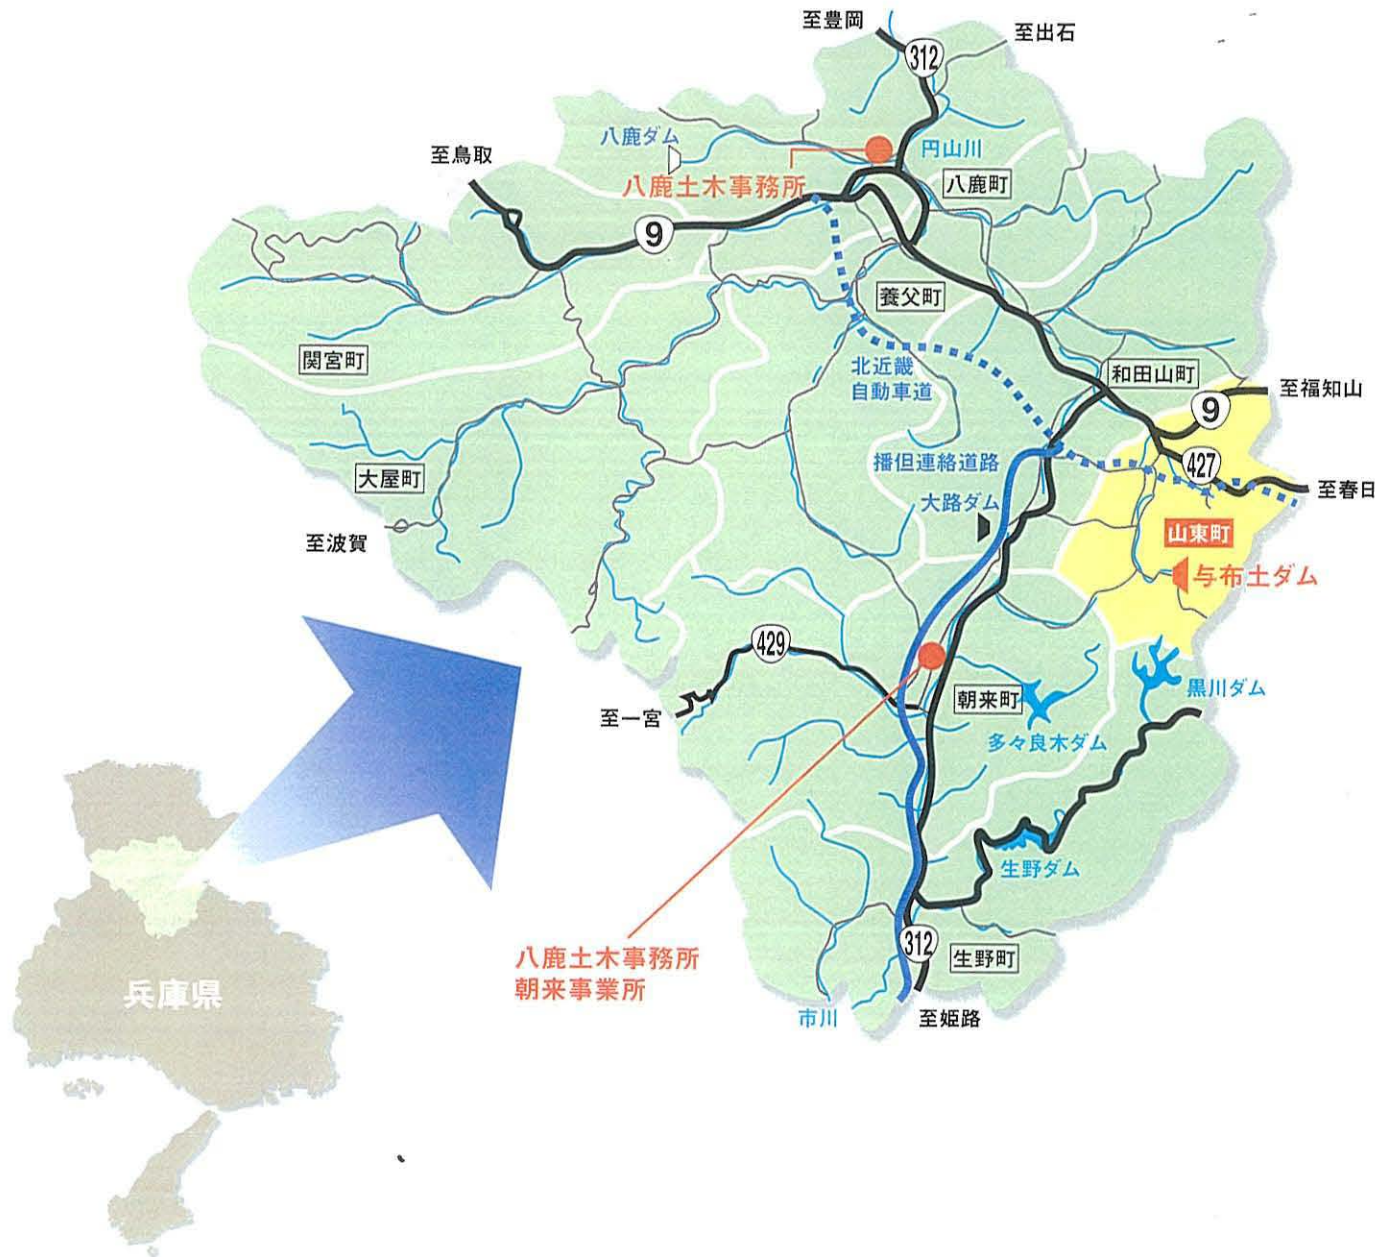 至豊岡
至出石
312
八鹿ダム
円山川
至鳥取
八鹿土木事務所
八鹿町
9
養父町
関宮町
北近畿
自動車道
和田山町
至福知山
9
大屋町
播但連絡道路
427
至春日
大路ダム
至波賀
山東町
与布土ダム
429
黒川ダム
朝来町
至一宮
多々良木ダム
生野ダム
八鹿土木事務所
朝来事業所
312
生野町
兵庫県
市川
至姫路